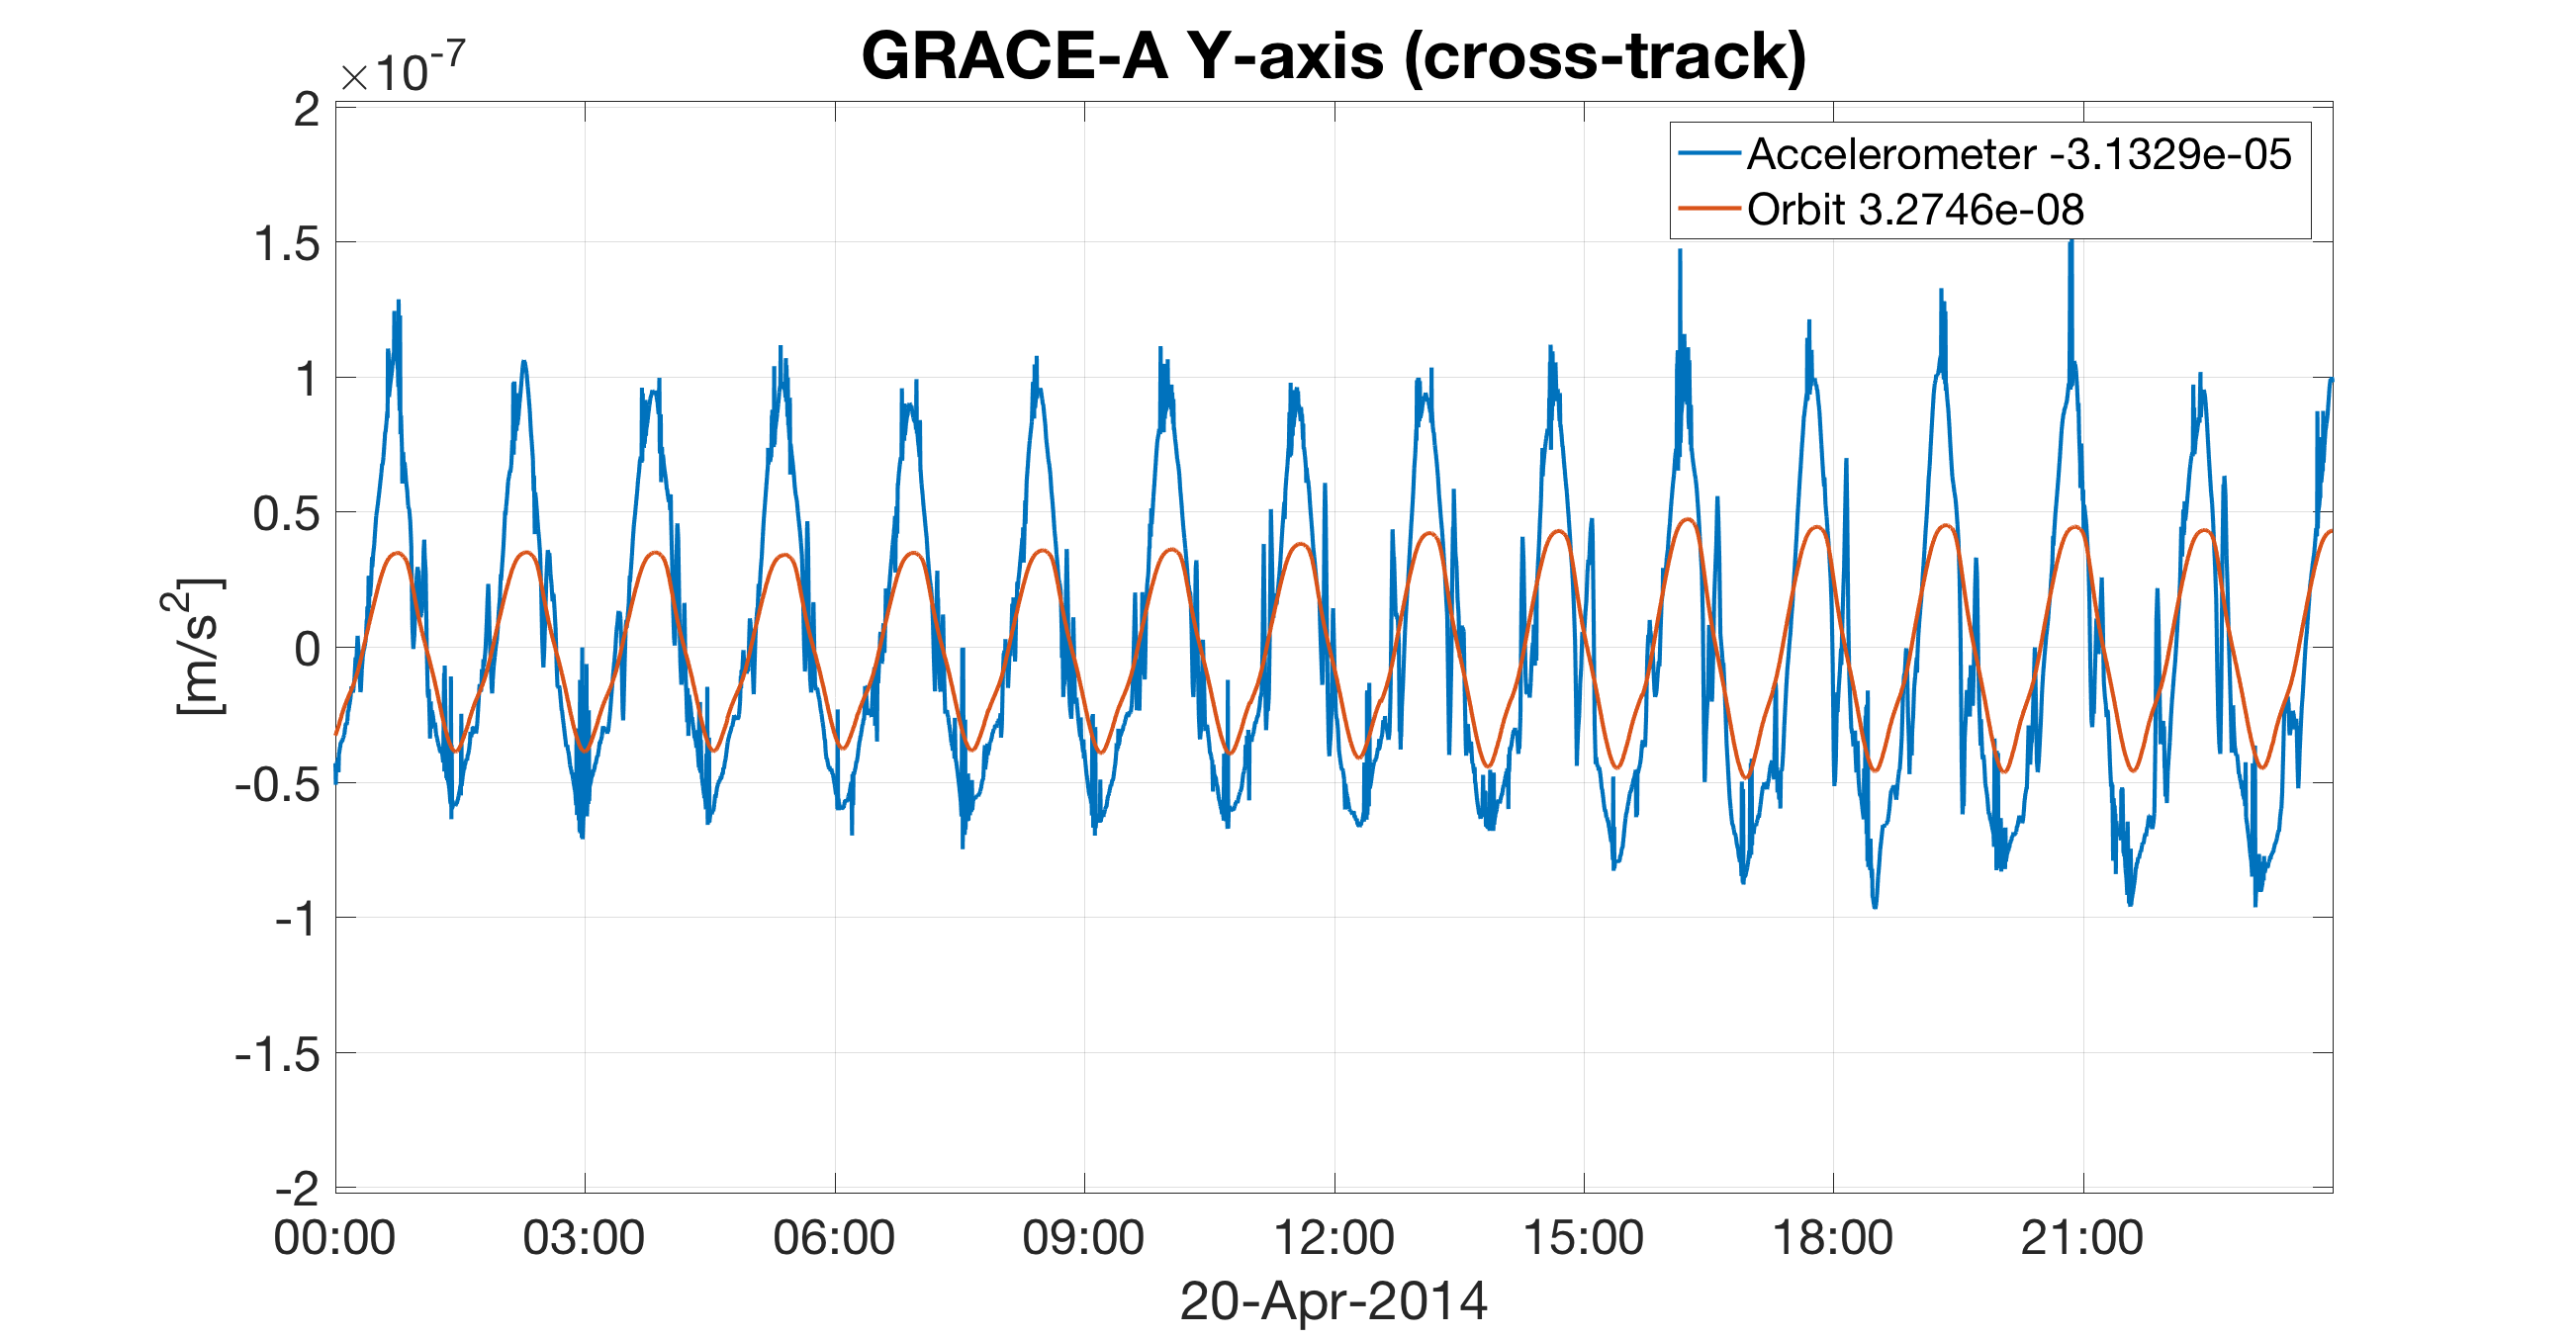 GRACE-A Y-axis (cross-track)
×10⁻⁷
Accelerometer -3.1329e-05
Orbit 3.2746e-08
[m/s²]
2
1.5
1
0.5
0
-0.5
-1
-1.5
-2
00:00 03:00 06:00 09:00 12:00 15:00 18:00 21:00
20-Apr-2014